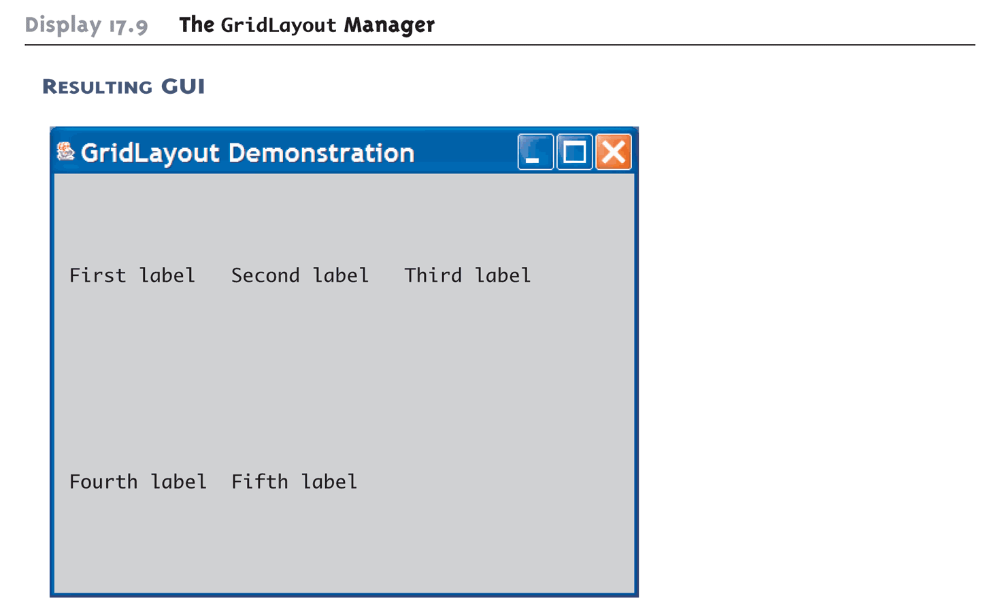 Display 17.9 The GridLayout Manager
RESULTING GUI
GridLayout Demonstration
First label Second label Third label
Fourth label Fifth label